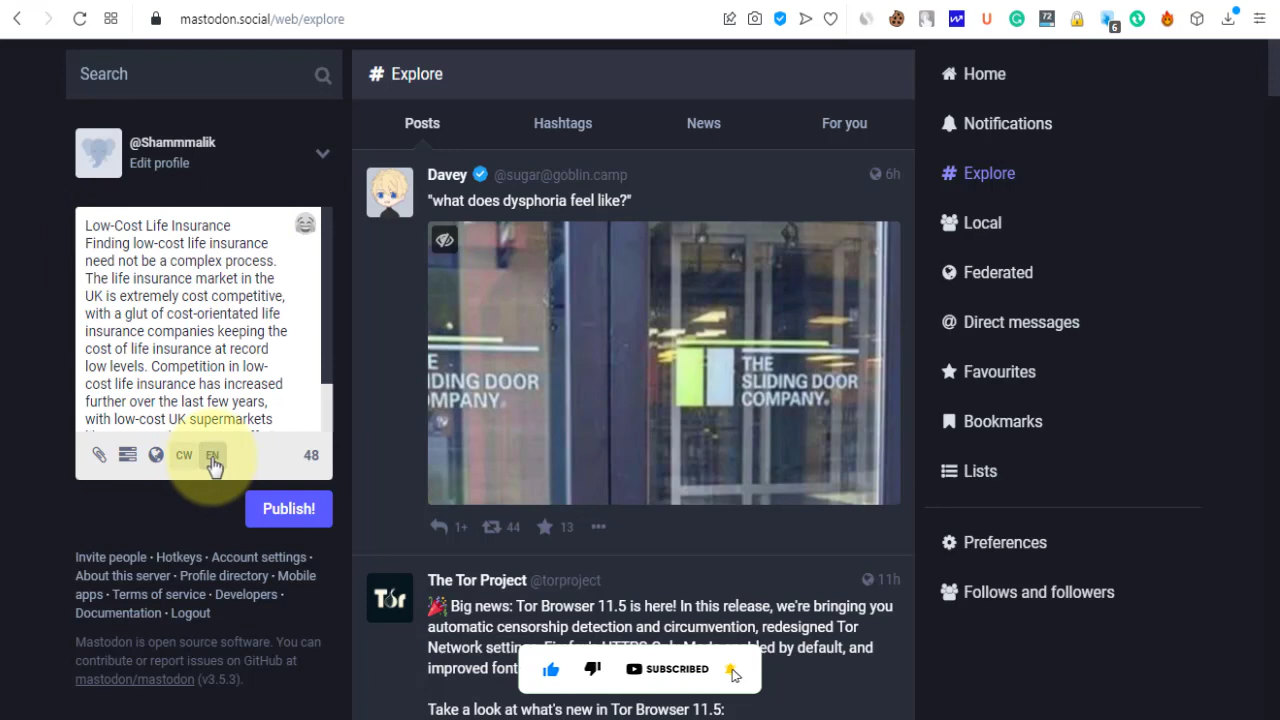 mastodon.social/web/explore
72
6
Search
@Shammmalik
Edit profile
Low-Cost Life Insurance
Finding low-cost life insurance
need not be a complex process.
The life insurance market in the
UK is extremely cost competitive,
with a glut of cost-orientated life
insurance companies keeping the
cost of life insurance at record
low levels. Competition in low-
cost life insurance has increased
further over the last few years,
with low-cost UK supermarkets
CW
EN
48
Publish!
Invite people · Hotkeys · Account settings ·
About this server · Profile directory · Mobile
apps · Terms of service · Developers ·
Documentation · Logout
Mastodon is open source software. You can
contribute or report issues on GitHub at
mastodon/mastodon (v3.5.3).
# Explore
Posts
Hashtags
News
For you
Davey @sugar@goblin.camp
6h
"what does dysphoria feel like?"
E
IDING DOOR
MPANY.
THE
SLIDING DOOR
COMPANY.
1+
44
13
Tor
The Tor Project @torproject
11h
Big news: Tor Browser 11.5 is here! In this release, we're bringing you
automatic censorship detection and circumvention, redesigned Tor
Network by default, and
improved font
SUBSCRIBED
Take a look at what's new in Tor Browser 11.5:
Home
Notifications
# Explore
Local
Federated
@ Direct messages
Favourites
Bookmarks
Lists
Preferences
Follows and followers